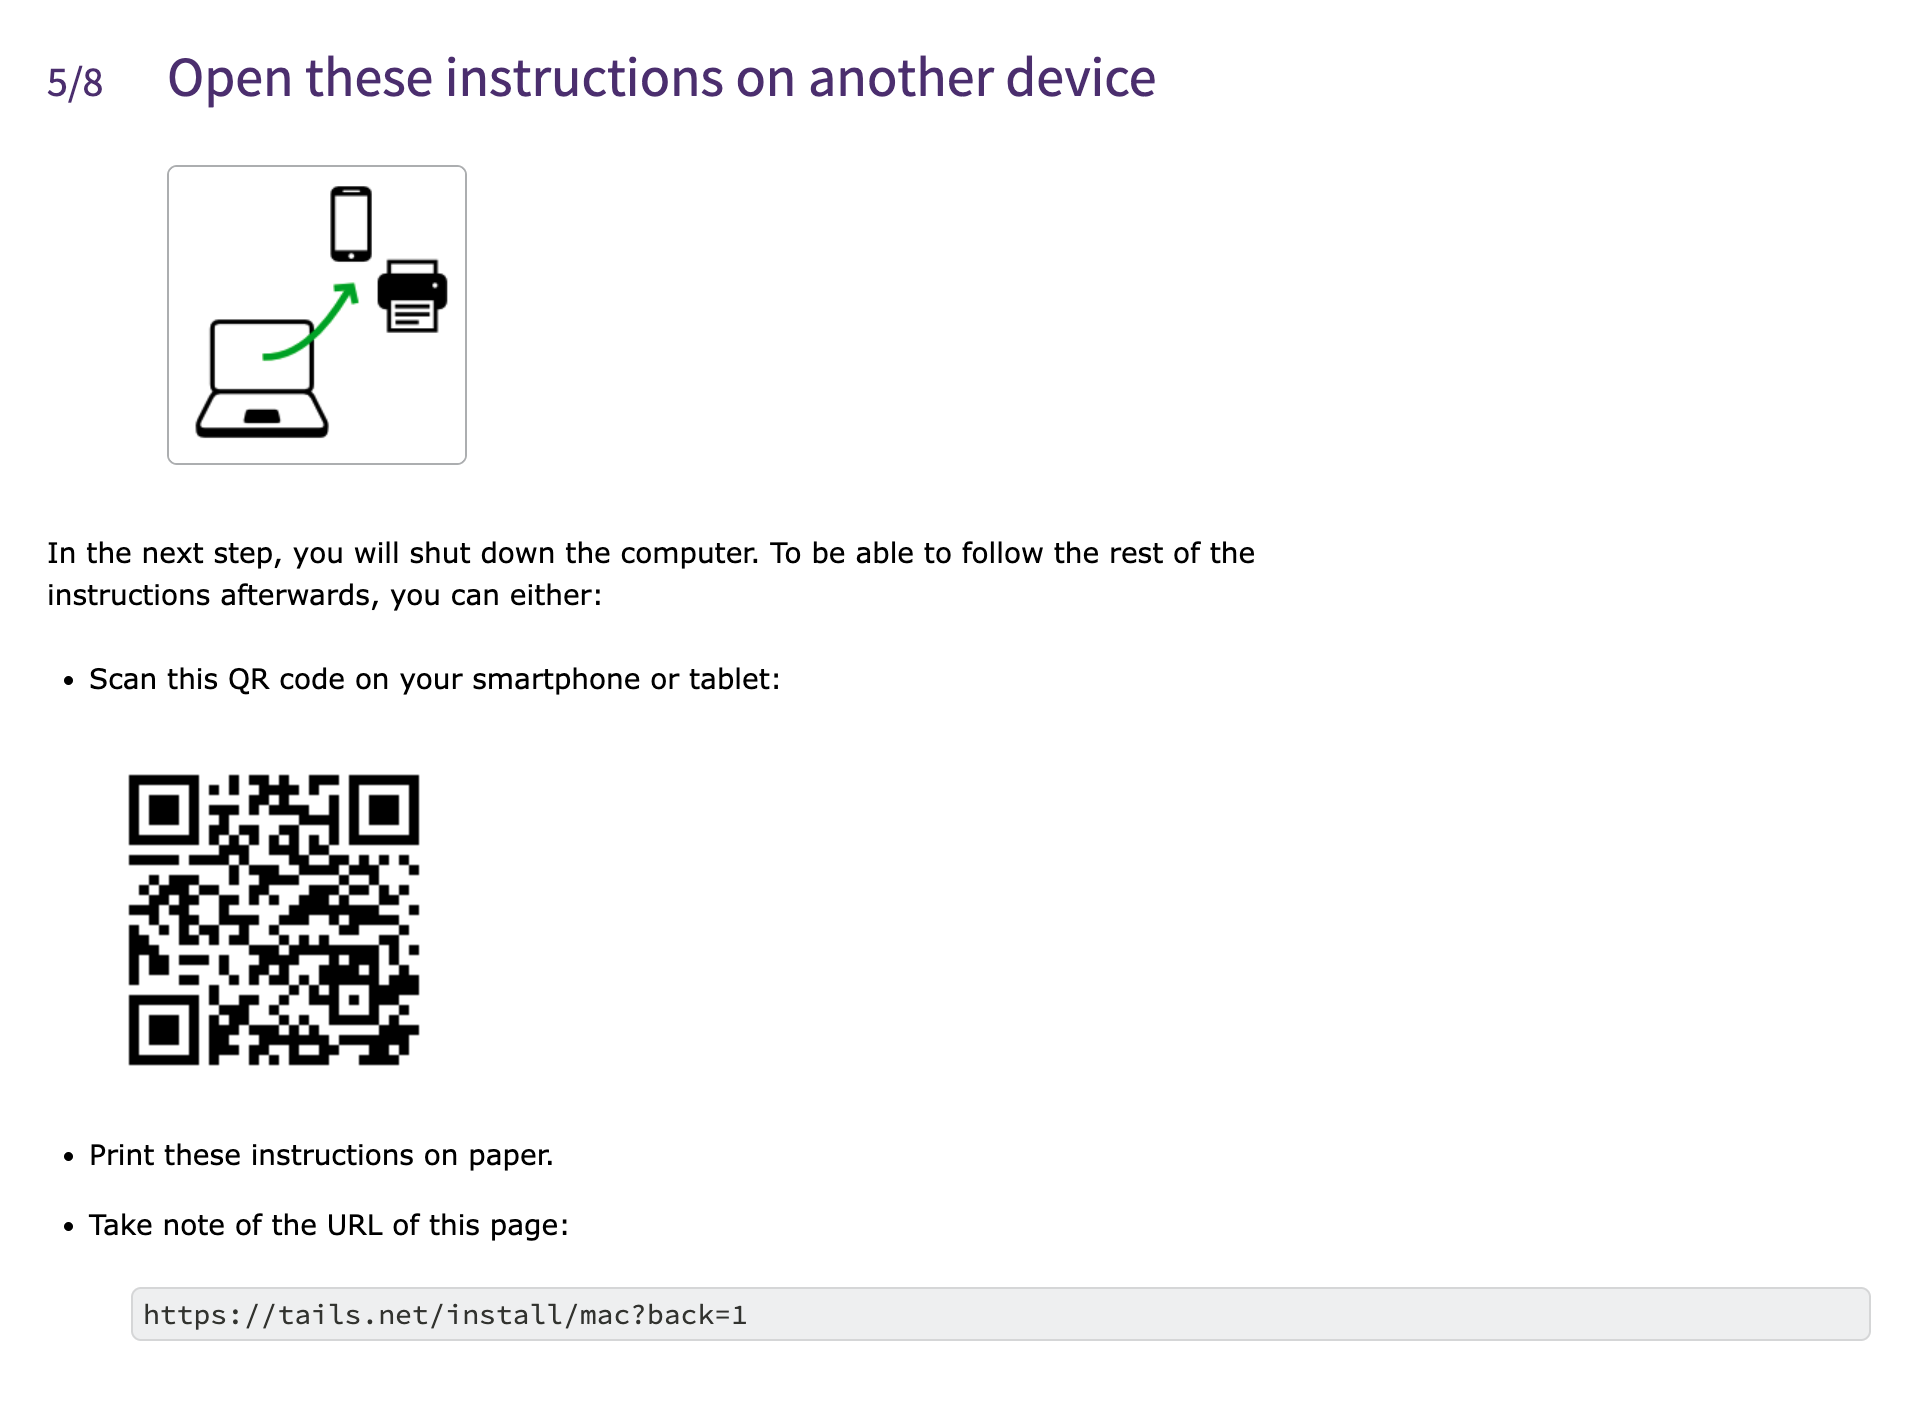 5/8 Open these instructions on another device
In the next step, you will shut down the computer. To be able to follow the rest of the
instructions afterwards, you can either:
• Scan this QR code on your smartphone or tablet:
• Print these instructions on paper.
• Take note of the URL of this page:
https://tails.net/install/mac?back=1